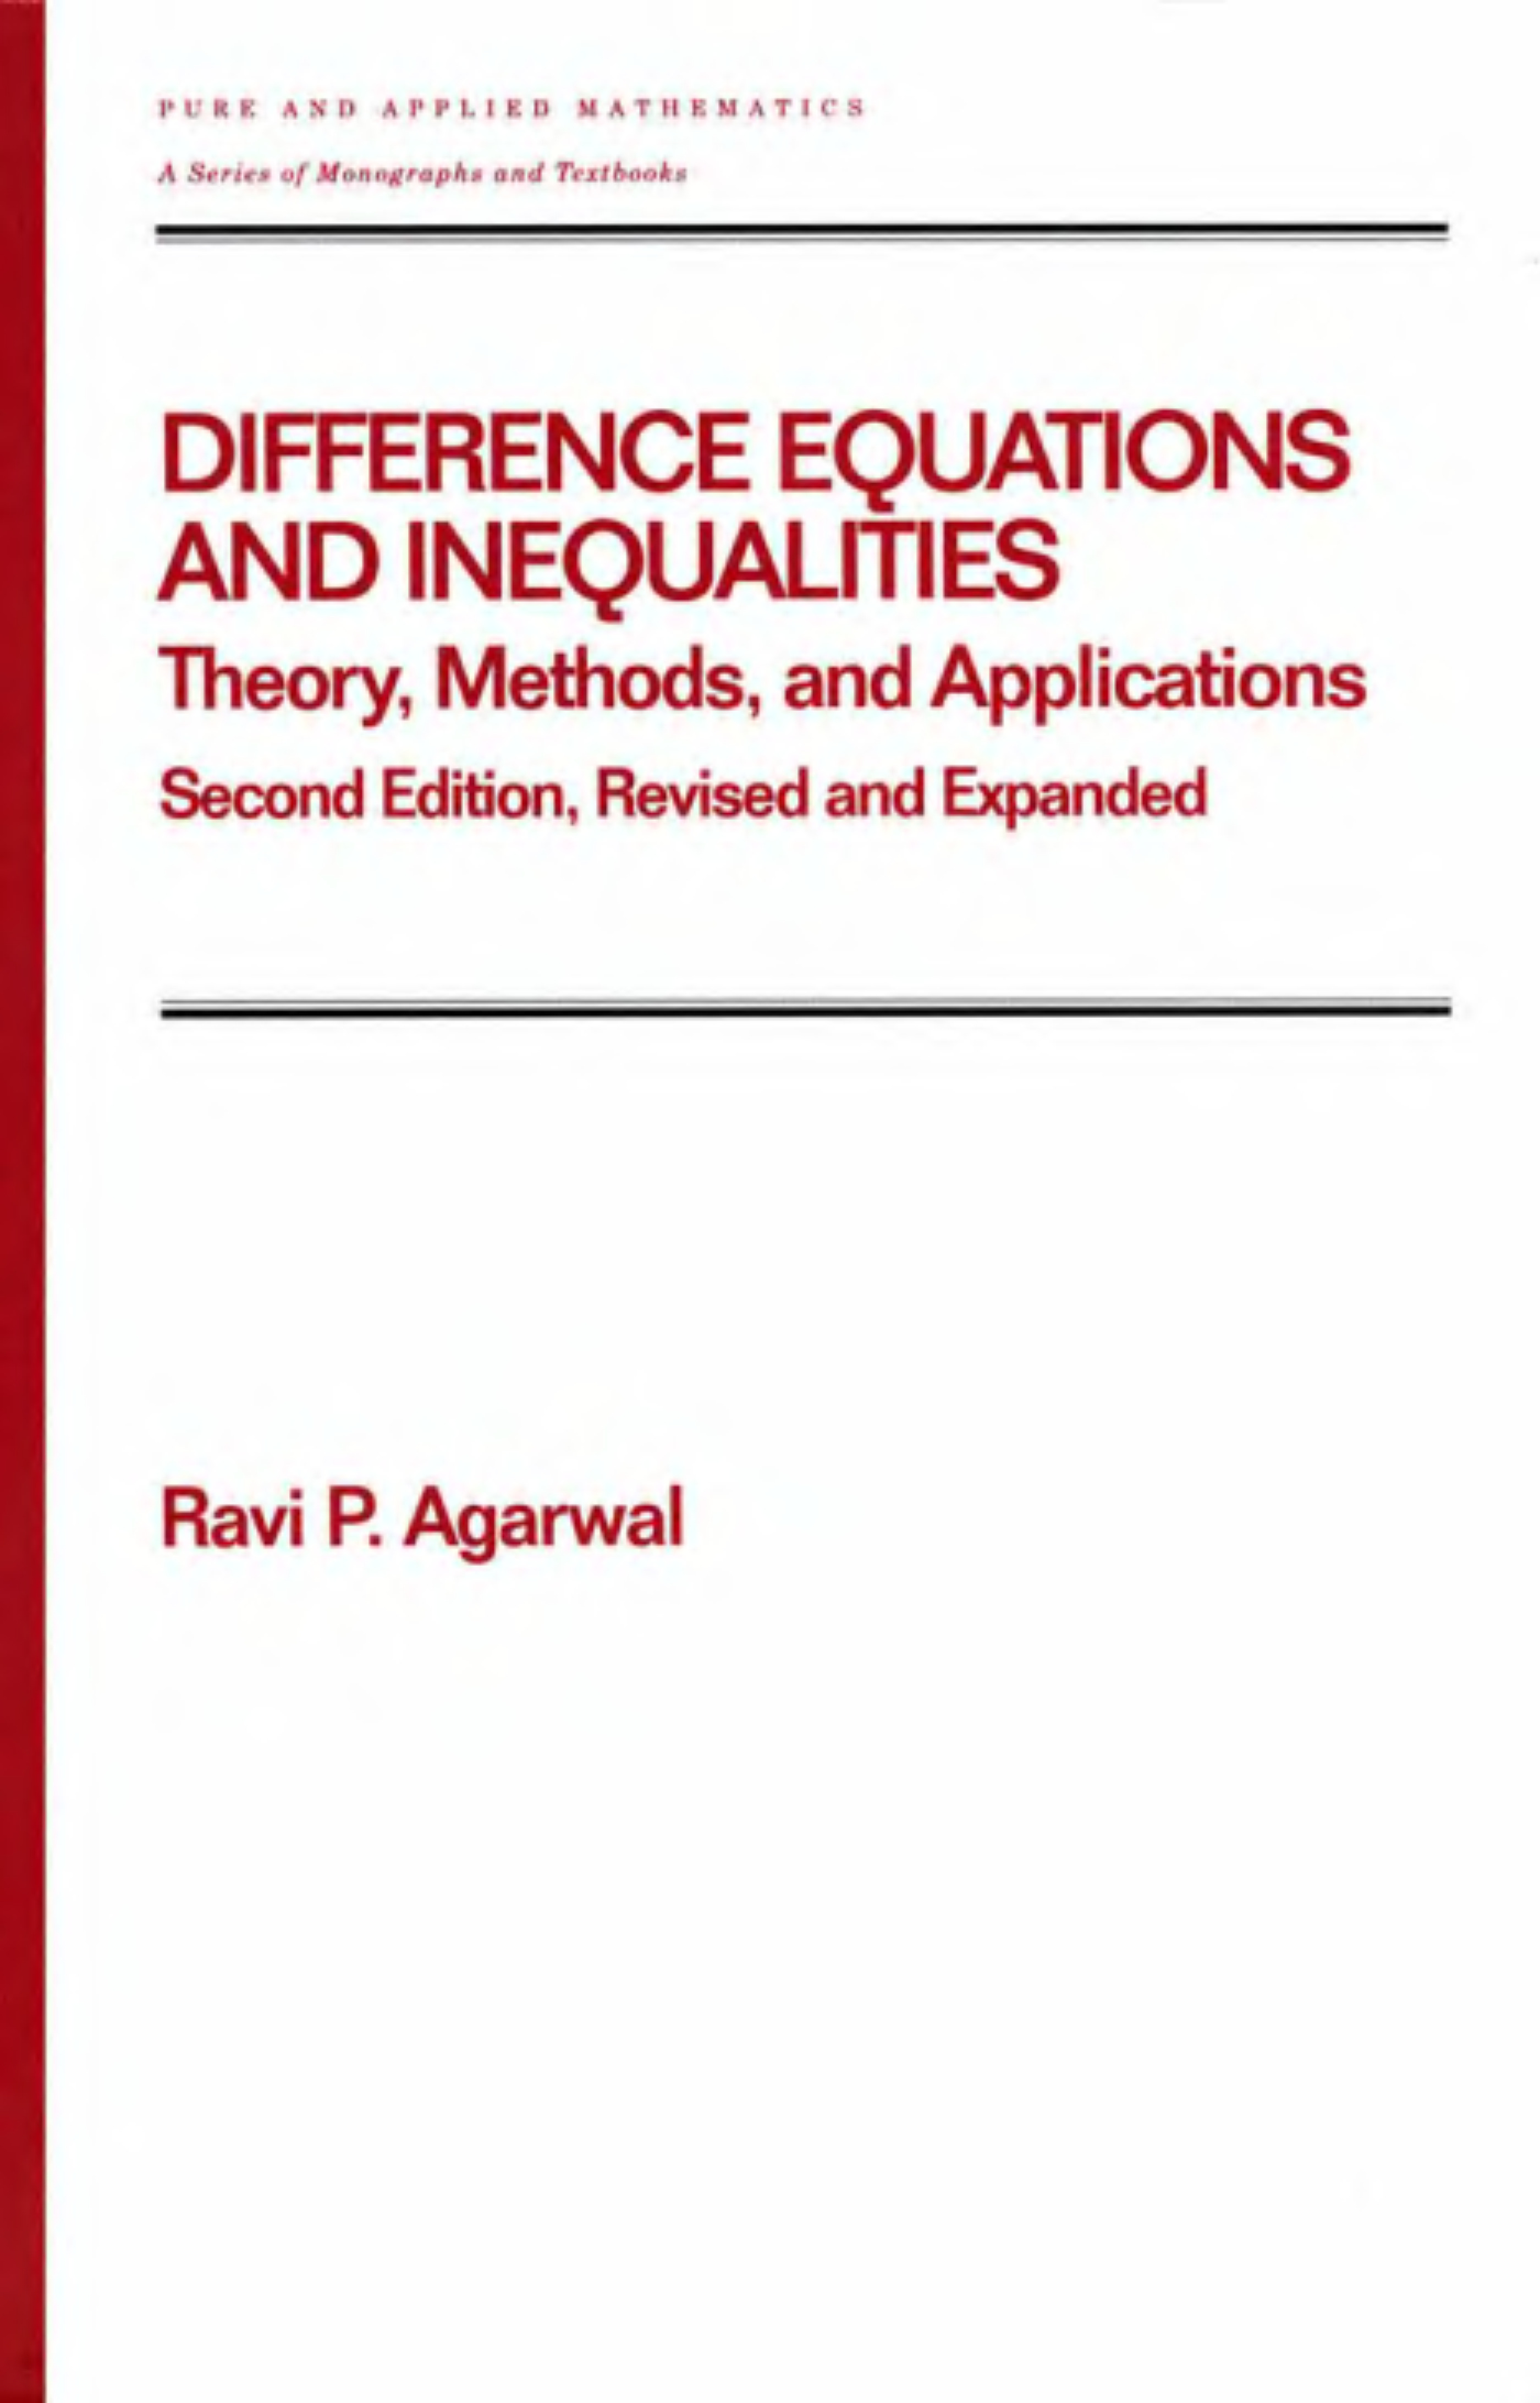 PURE AND APPLIED MATHEMATICS
A Series of Monographs and Textbooks
DIFFERENCE EQUATIONS
AND INEQUALITIES
Theory, Methods, and Applications
Second Edition, Revised and Expanded
Ravi P. Agarwal